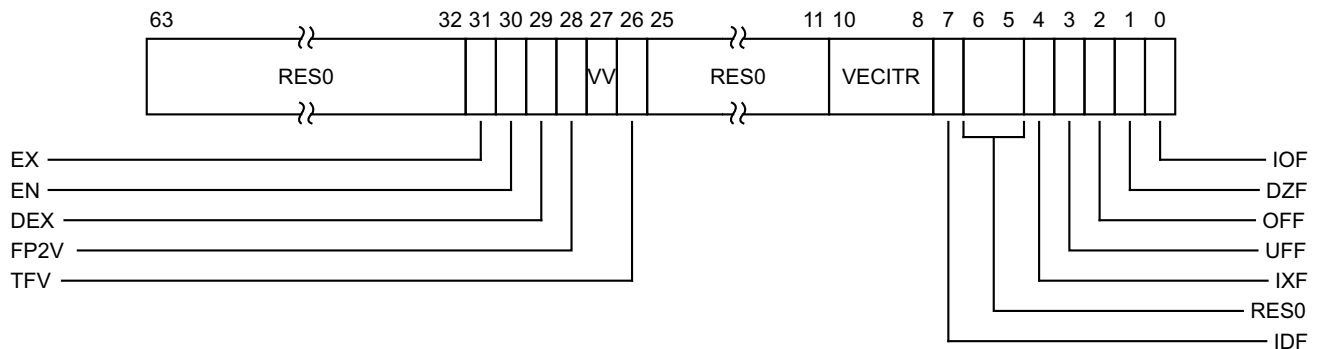 63 32 31 30 29 28 27 26 25 11 10 8 7 6 5 4 3 2 1 0
RES0 VV RES0 VECITR
EX IOF
EN DZF
DEX OFF
FP2V UFF
TFV IXF
RES0
IDF